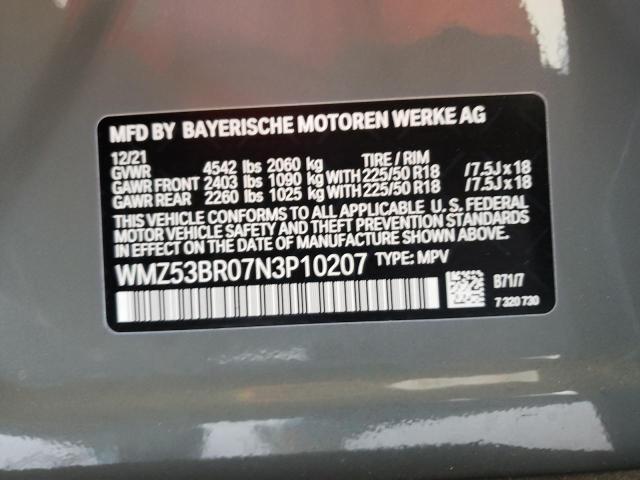 MFD BY BAYERISCHE MOTOREN WERKE AG
12/21
GVWR 4542 lbs 2060 kg TIRE / RIM
GAWR FRONT 2403 lbs 1090 kg WITH 225/50 R18 /7.5J x 18
GAWR REAR 2260 lbs 1025 kg WITH 225/50 R18 /7.5J x 18
THIS VEHICLE CONFORMS TO ALL APPLICABLE U. S. FEDERAL
MOTOR VEHICLE SAFETY AND THEFT PREVENTION STANDARDS
IN EFFECT ON THE DATE OF MANUFACTURE SHOWN ABOVE.
WMZ53BR07N3P10207 TYPE: MPV
B71/7
7 320 730